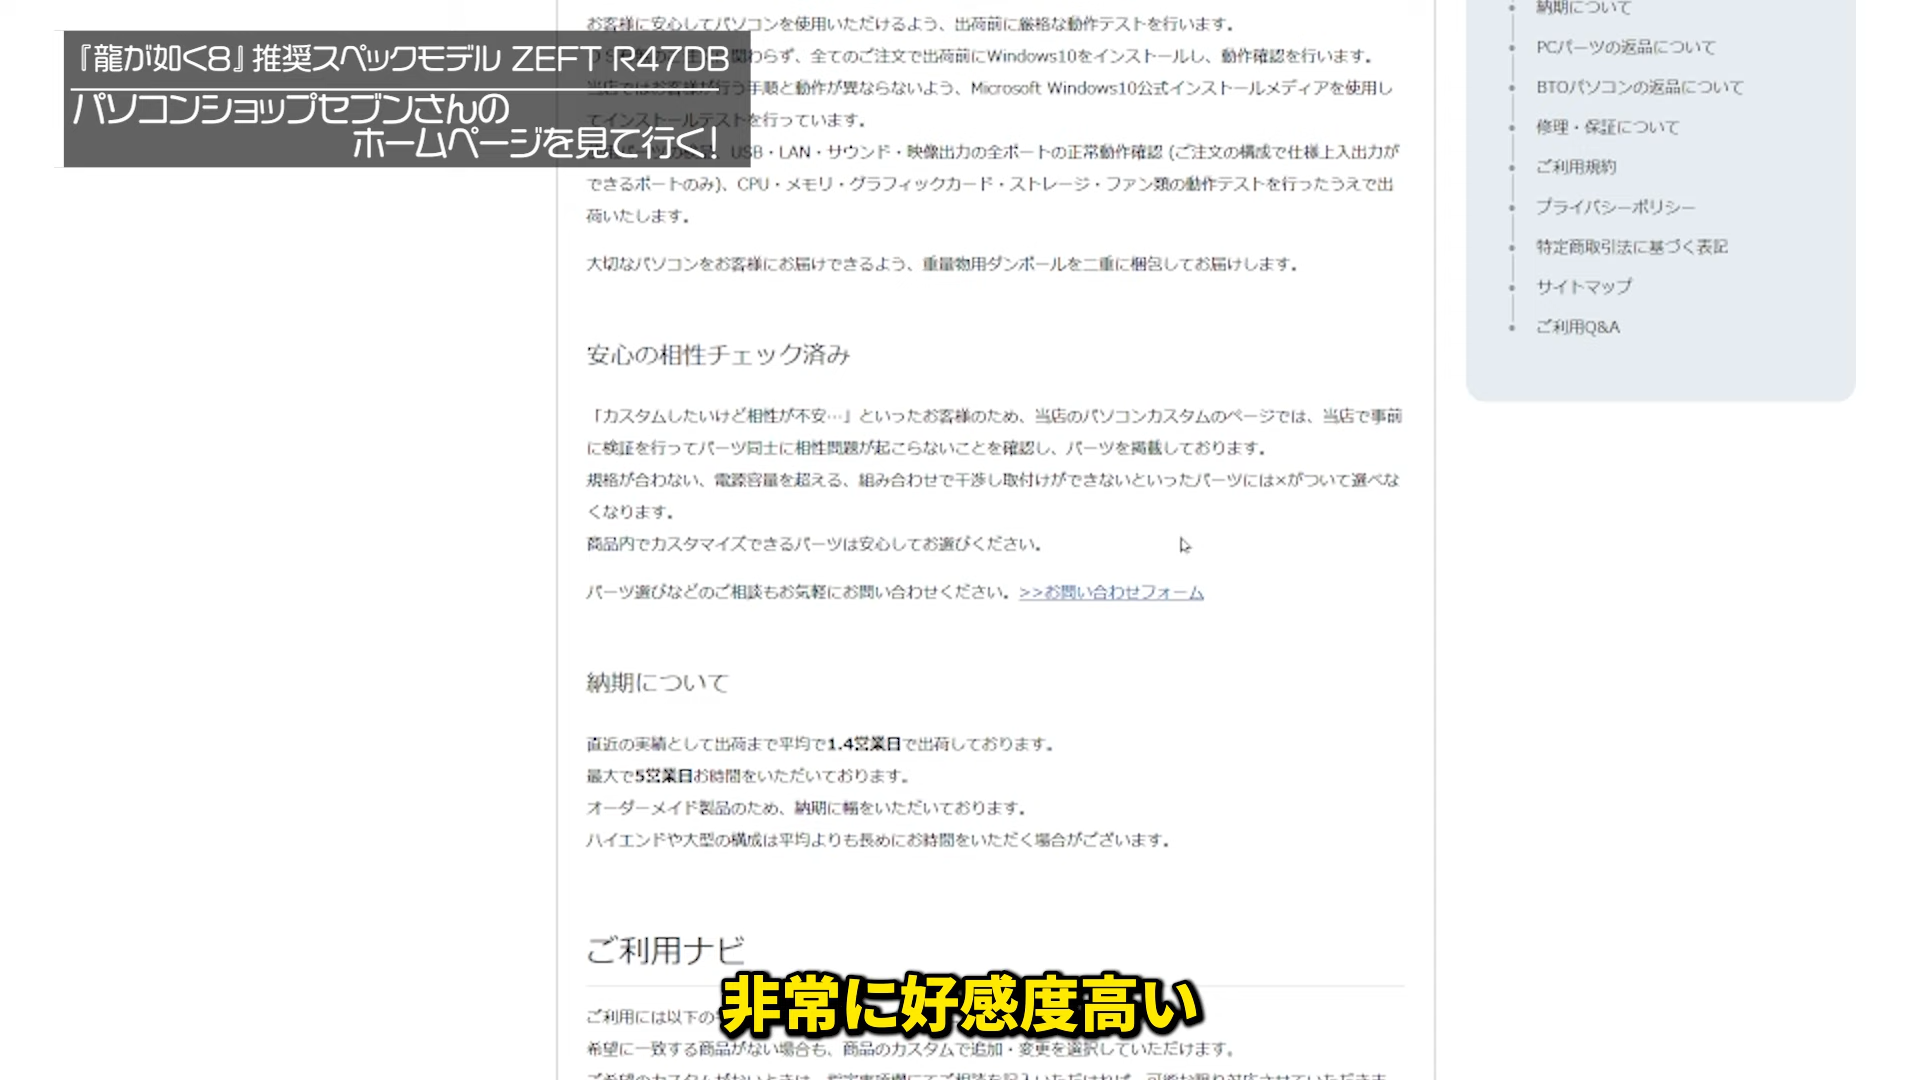 『龍が如く8』推奨スペックモデル ZEFT R47DB
パソコンショップセブンさんの
ホームページを見て行く!
お客様に安心してパソコンを使用いただけるよう、出荷前に厳格な動作テストを行います。
関わらず、全てのご注文で出荷前にWindows10をインストールし、動作確認を行います。
当店ではお客様が行う手順と動作が異ならないよう、Microsoft Windows10公式インストールメディアを使用し
てインストールテストを行っています。
USB・LAN・サウンド・映像出力の全ポートの正常動作確認 (ご注文の構成で仕様上入出力が
できるポートのみ)、CPU・メモリ・グラフィックカード・ストレージ・ファン類の動作テストを行ったうえで出
荷いたします。
大切なパソコンをお客様にお届けできるよう、重量物用ダンボールを二重に梱包してお届けします。
安心の相性チェック済み
「カスタムしたいけど相性が不安…」といったお客様のため、当店のパソコンカスタムのページでは、当店で事前
に検証を行ってパーツ同士に相性問題が起こらないことを確認し、パーツを掲載しております。
規格が合わない、電源容量を超える、組み合わせで干渉し取付けができないといったパーツには×がついて選べな
くなります。
商品内でカスタマイズできるパーツは安心してお選びください。
パーツ選びなどのご相談もお気軽にお問い合わせください。>>お問い合わせフォーム
納期について
直近の実績として出荷まで平均で1.4営業日で出荷しております。
最大で5営業日お時間をいただいております。
オーダーメイド製品のため、納期に幅をいただいております。
ハイエンドや大型の構成は平均よりも長めにお時間をいただく場合がございます。
ご利用ナビ
ご利用には以下の
希望に一致する商品がない場合も、商品のカスタムで追加・変更を選択していただけます。
非常に好感度高い
納期について
PCパーツの返品について
BTOパソコンの返品について
修理・保証について
ご利用規約
プライバシーポリシー
特定商取引法に基づく表記
サイトマップ
ご利用Q&A